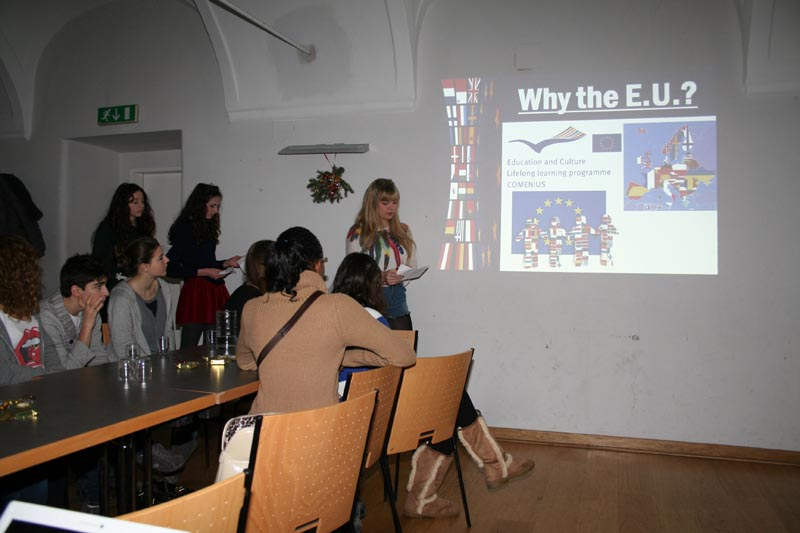 Why the E.U.?
Education and Culture
Lifelong learning programme
COMENIUS